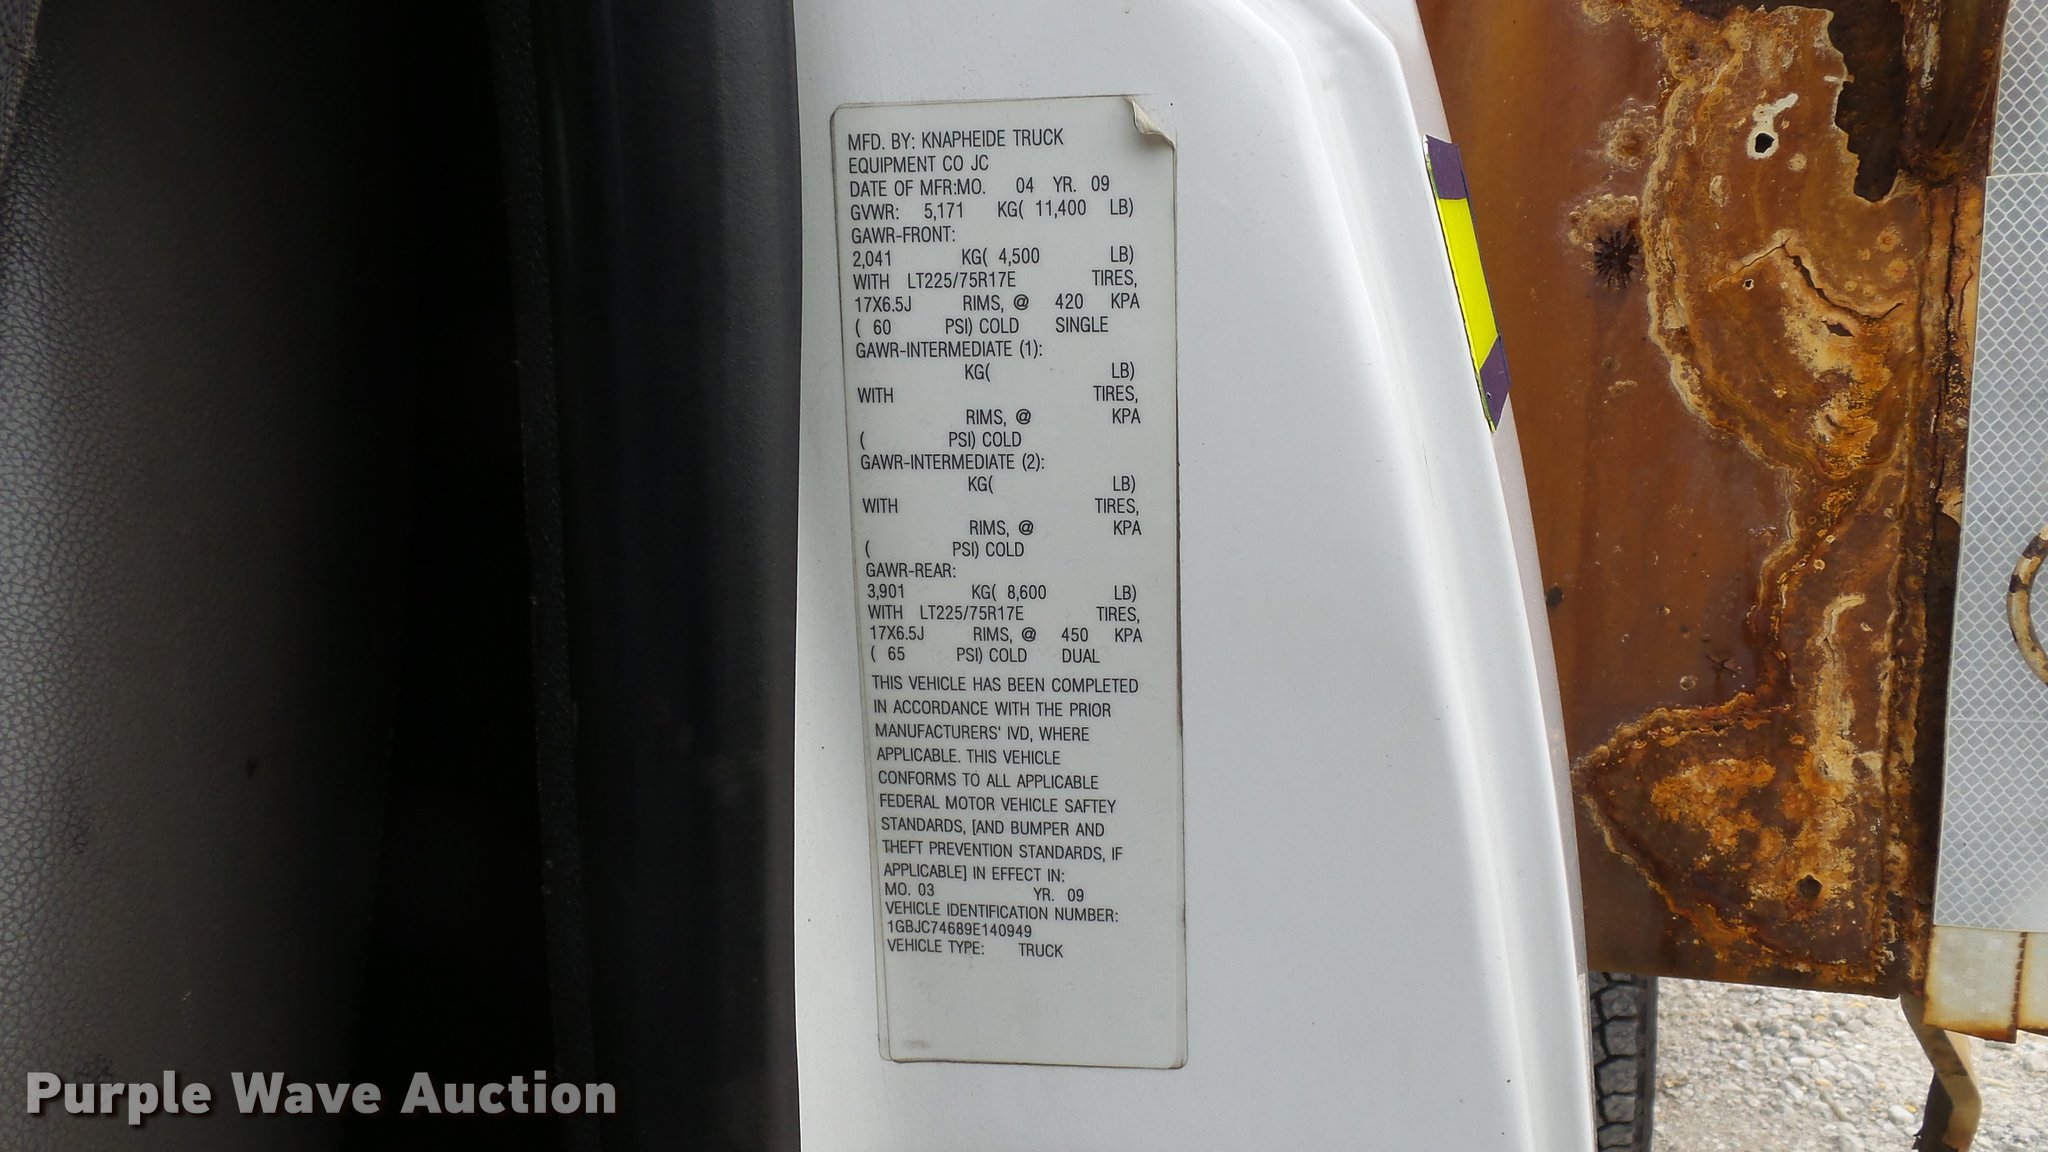 MFD. BY: KNAPHEIDE TRUCK
EQUIPMENT CO JC
DATE OF MFR:MO. 04 YR. 09
GVWR: 5,171 KG( 11,400 LB)
GAWR-FRONT:
2,041 KG( 4,500 LB)
WITH LT225/75R17E TIRES,
17X6.5J RIMS, @ 420 KPA
( 60 PSI) COLD SINGLE
GAWR-INTERMEDIATE (1):
KG( LB)
WITH TIRES,
RIMS, @ KPA
( PSI) COLD
GAWR-INTERMEDIATE (2):
KG( LB)
WITH TIRES,
RIMS, @ KPA
( PSI) COLD
GAWR-REAR:
3,901 KG( 8,600 LB)
WITH LT225/75R17E TIRES,
17X6.5J RIMS, @ 450 KPA
( 65 PSI) COLD DUAL
THIS VEHICLE HAS BEEN COMPLETED
IN ACCORDANCE WITH THE PRIOR
MANUFACTURERS' IVD, WHERE
APPLICABLE. THIS VEHICLE
CONFORMS TO ALL APPLICABLE
FEDERAL MOTOR VEHICLE SAFTEY
STANDARDS, [AND BUMPER AND
THEFT PREVENTION STANDARDS, IF
APPLICABLE] IN EFFECT IN:
MO. 03 YR. 09
VEHICLE IDENTIFICATION NUMBER:
1GBJC74689E140949
VEHICLE TYPE: TRUCK
Purple Wave Auction